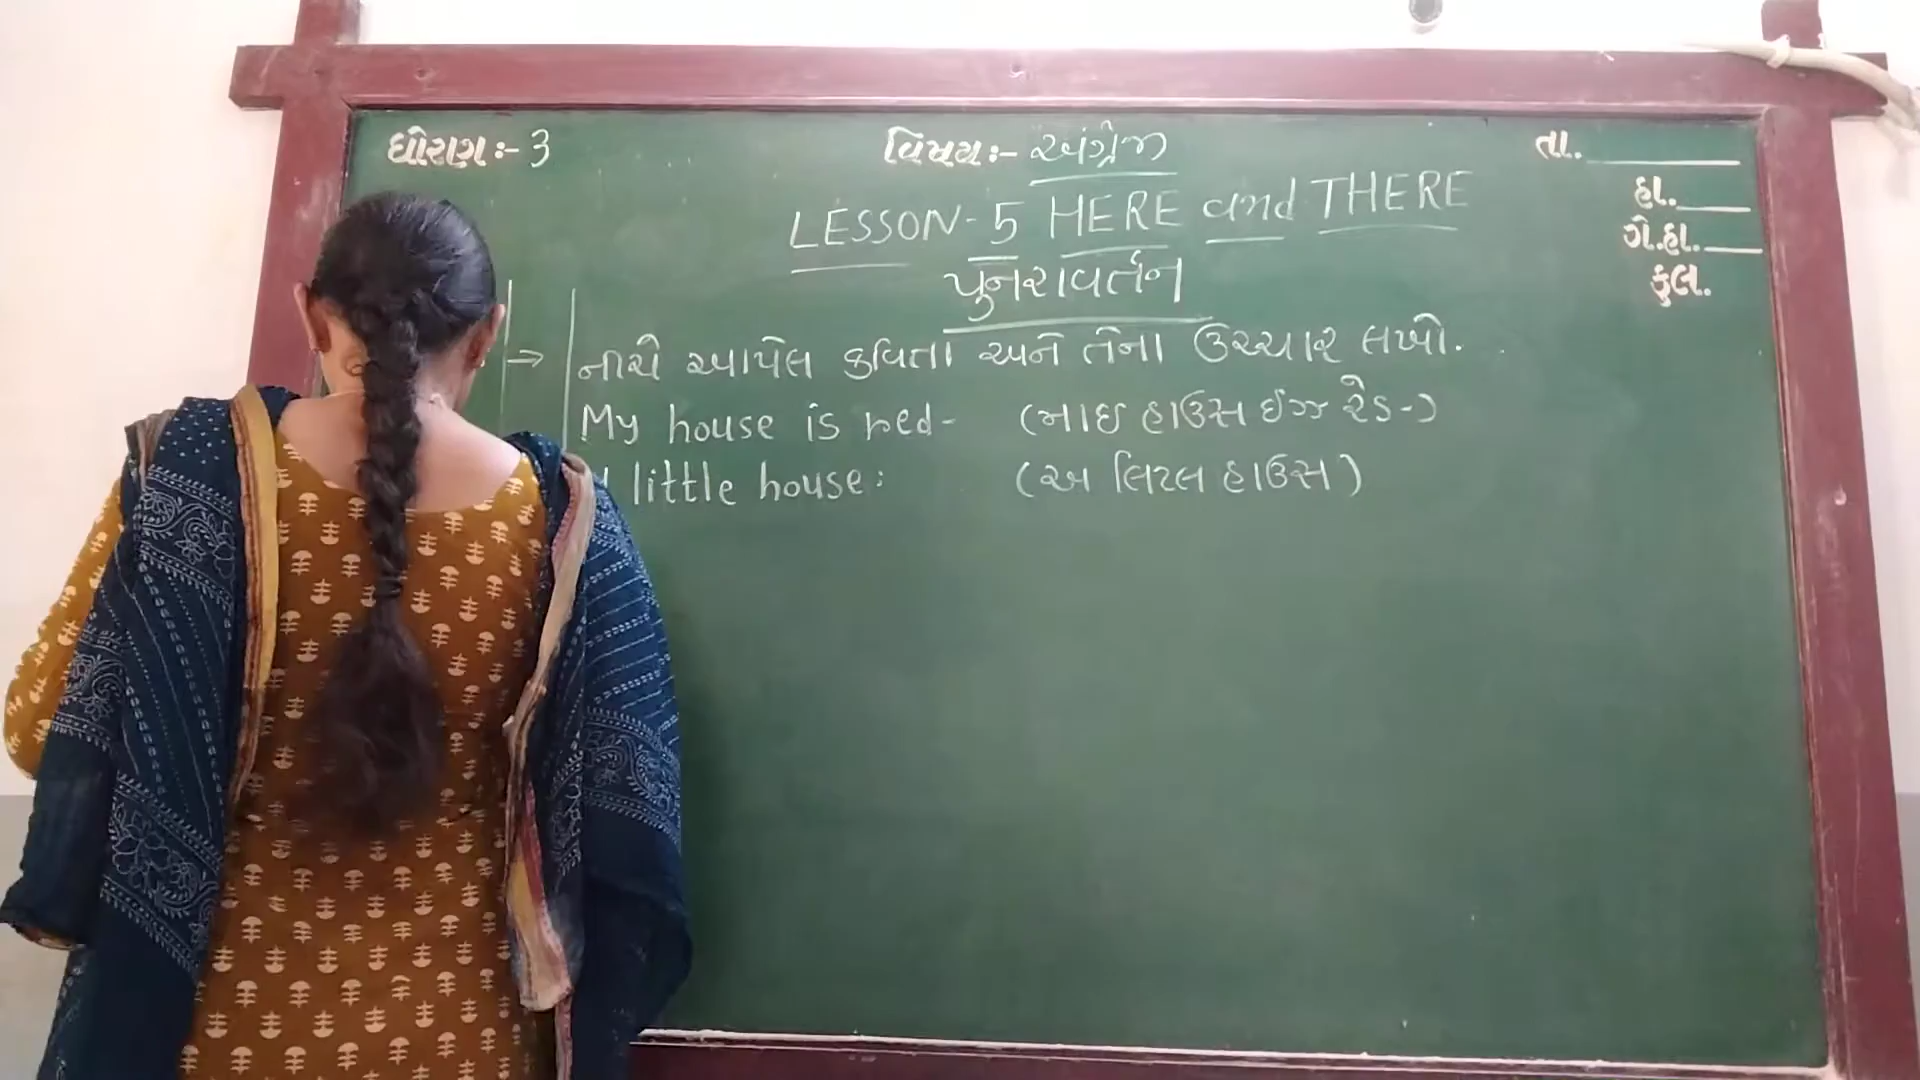 ધોરણ:- 3
વિષય:- અંગ્રેજી
તા.
હા.
ગે.હા.
કુલ.
LESSON-5 HERE and THERE
પુનરાવર્તન
→ નીચે આપેલ કવિતા અને તેના ઉચ્ચાર લખો.
My house is red- (માઇ હાઉસ ઇઝ રેડ-)
little house: (અ લિટલ હાઉસ)